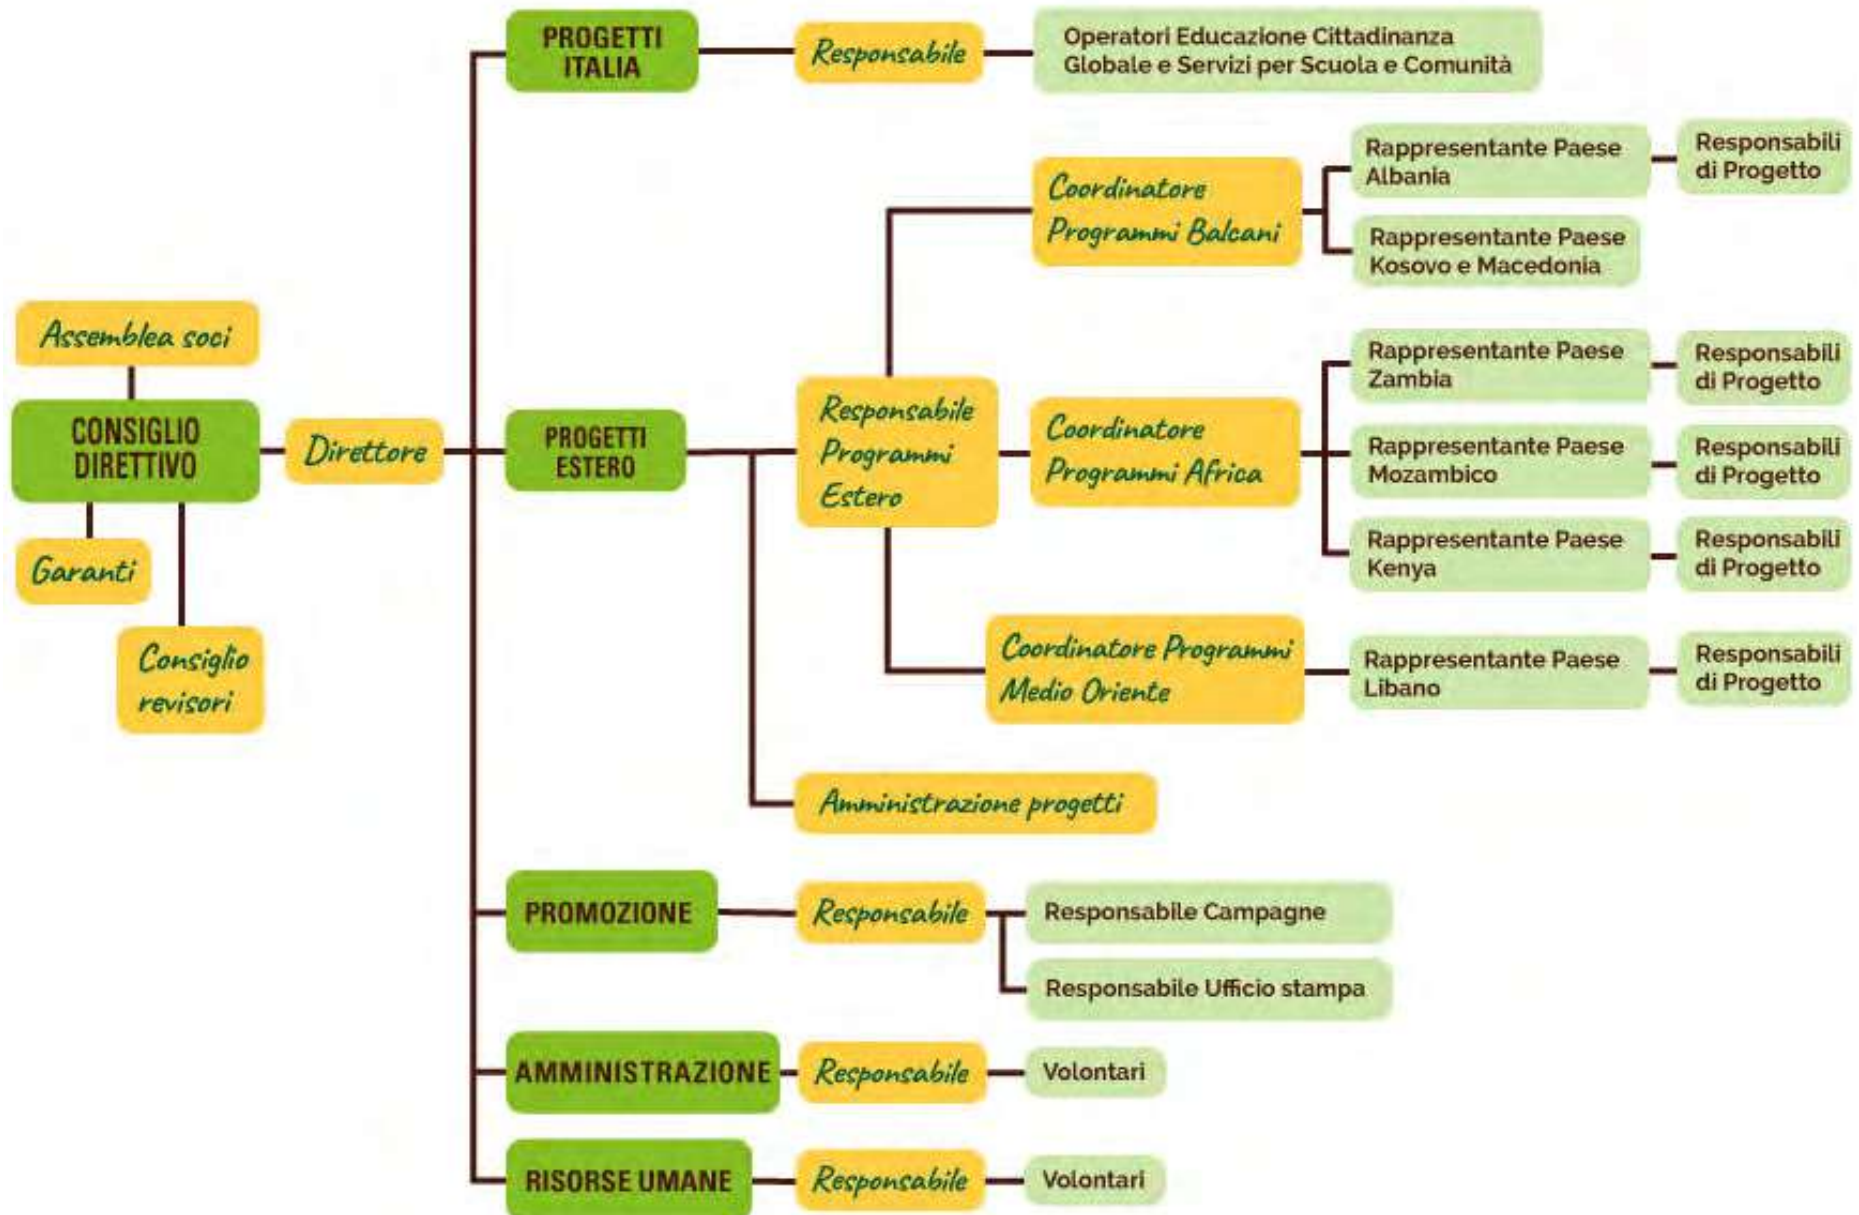 PROGETTI
ITALIA
Responsabile
Operatori Educazione Cittadinanza
Globale e Servizi per Scuola e Comunità
Coordinatore
Programmi Balcani
Rappresentante Paese
Albania
Responsabili
di Progetto
Rappresentante Paese
Kosovo e Macedonia
Assemblea soci
CONSIGLIO
DIRETTIVO
Direttore
Garanti
Consiglio
revisori
PROGETTI
ESTERO
Responsabile
Programmi
Estero
Coordinatore
Programmi Africa
Rappresentante Paese
Zambia
Responsabili
di Progetto
Rappresentante Paese
Mozambico
Responsabili
di Progetto
Rappresentante Paese
Kenya
Responsabili
di Progetto
Coordinatore Programmi
Medio Oriente
Rappresentante Paese
Libano
Responsabili
di Progetto
Amministrazione progetti
PROMOZIONE
Responsabile
Responsabile Campagne
Responsabile Ufficio stampa
AMMINISTRAZIONE
Responsabile
Volontari
RISORSE UMANE
Responsabile
Volontari